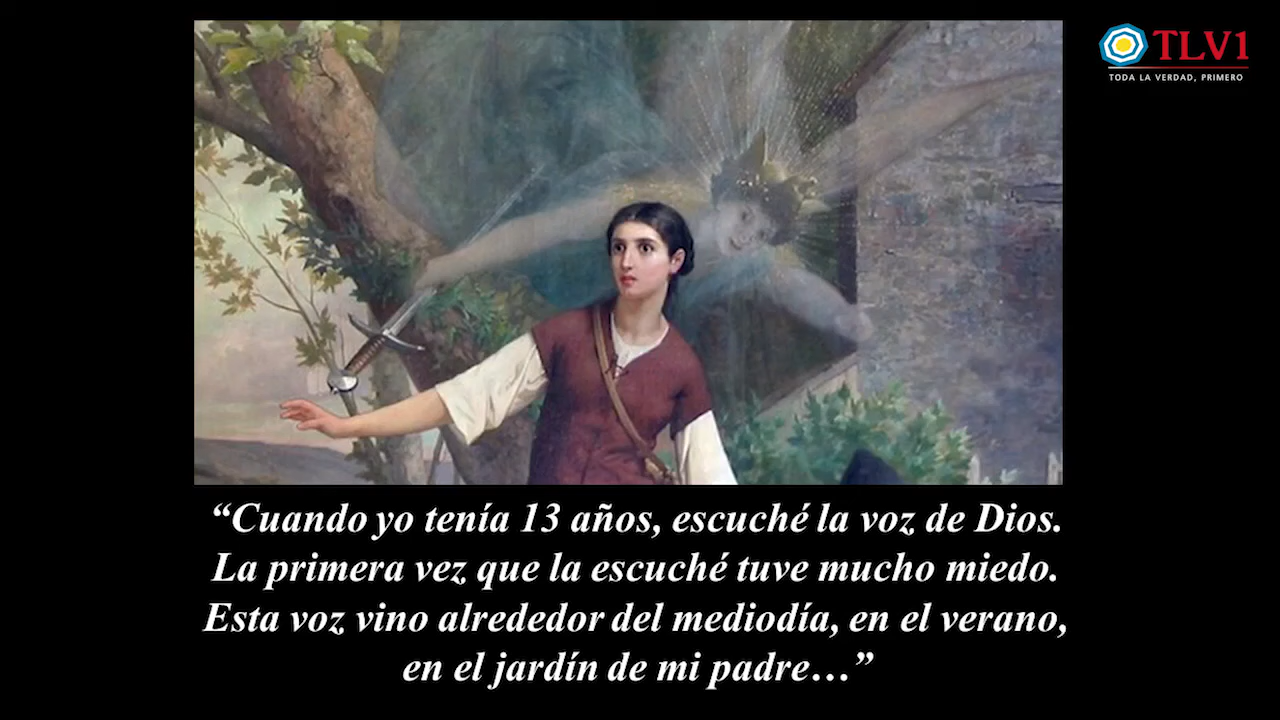 TLV1
TODA LA VERDAD, PRIMERO
“Cuando yo tenía 13 años, escuché la voz de Dios.
La primera vez que la escuché tuve mucho miedo.
Esta voz vino alrededor del mediodía, en el verano,
en el jardín de mi padre…”